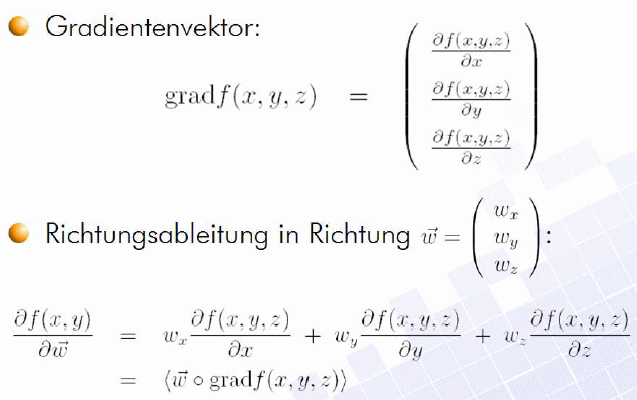 Gradientenvektor:
gradf(x, y, z) = ( ∂f(x,y,z)/∂x
∂f(x,y,z)/∂y
∂f(x,y,z)/∂z )
Richtungsableitung in Richtung w⃗ = ( w_x
w_y
w_z ) :
∂f(x, y)/∂w⃗ = w_x ∂f(x, y, z)/∂x + w_y ∂f(x, y, z)/∂y + w_z ∂f(x, y, z)/∂z
= ⟨w⃗ ∘ gradf(x, y, z)⟩